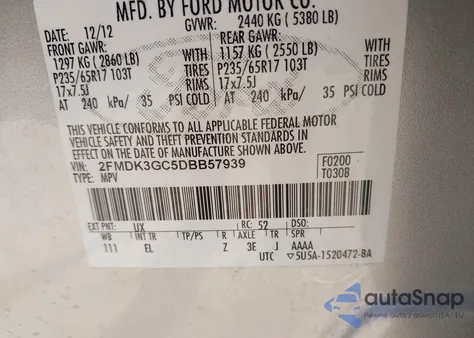 MFD. BY FORD MOTOR CO.
DATE: 12/12 GVWR: 2440 KG ( 5380 LB)
FRONT GAWR: REAR GAWR:
1297 KG ( 2860 LB) 1157 KG ( 2550 LB)
P235/65R17 103T TIRES P235/65R17 103T
17x7.5J RIMS 17x7.5J
AT 240 kPa/ 35 PSI COLD AT 240 kPa/ 35 PSI COLD
WITH TIRES RIMS
THIS VEHICLE CONFORMS TO ALL APPLICABLE FEDERAL MOTOR
VEHICLE SAFETY AND THEFT PREVENTION STANDARDS IN
EFFECT ON THE DATE OF MANUFACTURE SHOWN ABOVE.
VIN: 2FMDK3GC5DBB57939 F0200
TYPE: MPV T0308
EXT PNT: UX RC: 52 DSO:
WB INT TR TP/PS R AXLE TR SPR
111 EL Z 3E J AAAA
UTC ▽5U5A-1520472-BA
autoSnap
Pewne auto z USA i EU